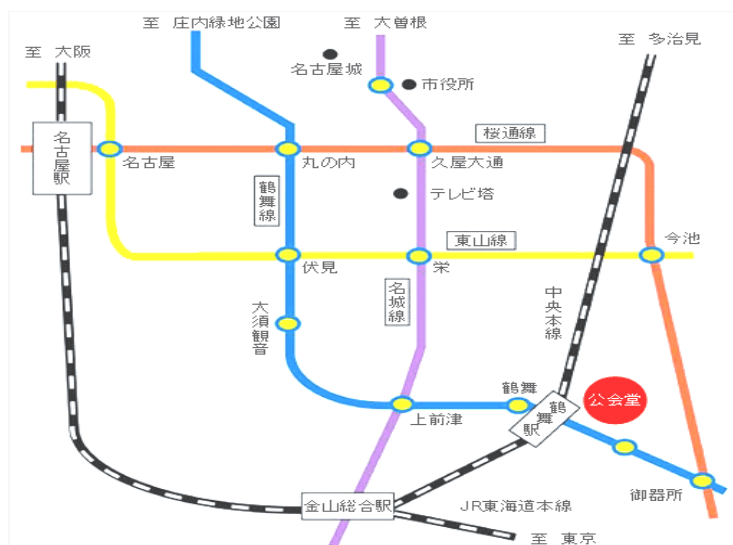 至 庄内緑地公園
至 大曽根
至 大阪
至 多治見
名古屋城
市役所
桜通線
名古屋駅
名古屋
丸の内
久屋大通
鶴舞線
テレビ塔
東山線
今池
伏見
栄
名城線
中央本線
大須観音
鶴舞
公会堂
上前津
鶴舞駅
御器所
金山総合駅
JR東海道本線
至 東京